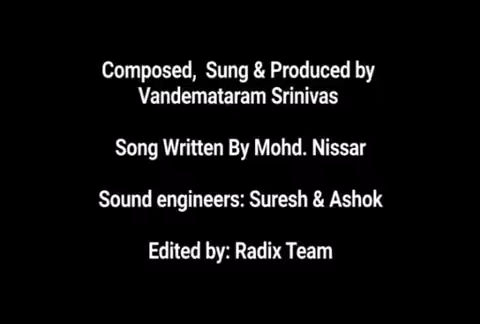 Composed,  Sung & Produced by
Vandemataram Srinivas
Song Written By Mohd. Nissar
Sound engineers: Suresh & Ashok
Edited by: Radix Team